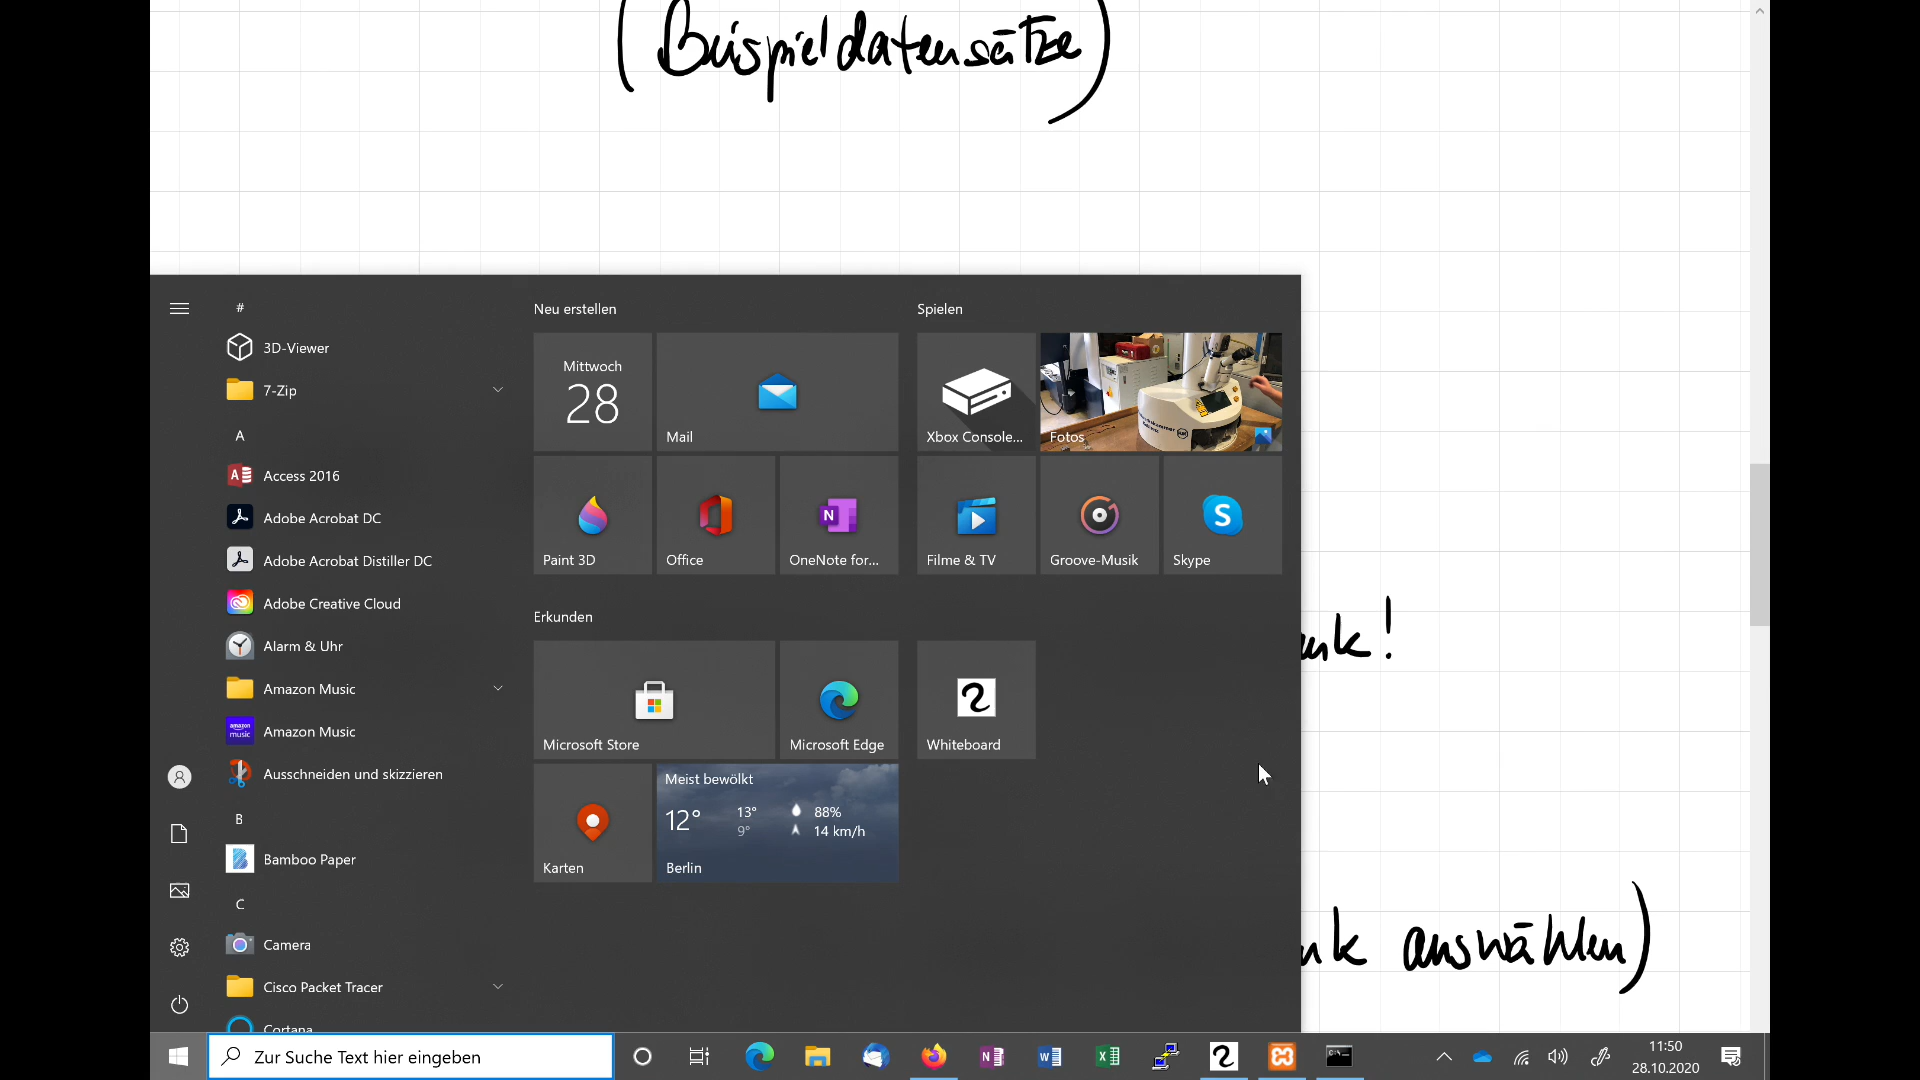 (Beispieldatensätze)
#
3D-Viewer
7-Zip
A
Access 2016
Adobe Acrobat DC
Adobe Acrobat Distiller DC
Adobe Creative Cloud
Alarm & Uhr
Amazon Music
Amazon Music
Ausschneiden und skizzieren
B
Bamboo Paper
C
Camera
Cisco Packet Tracer
Cortana
Neu erstellen
Mittwoch
28
Mail
Paint 3D
Office
OneNote for...
Erkunden
Microsoft Store
Microsoft Edge
Karten
Meist bewölkt
12° 13° 9° 88% 14 km/h
Berlin
Spielen
Xbox Console...
Fotos
Filme & TV
Groove-Musik
Skype
Whiteboard
nk!
nk auswählen)
Zur Suche Text hier eingeben
11:50
28.10.2020